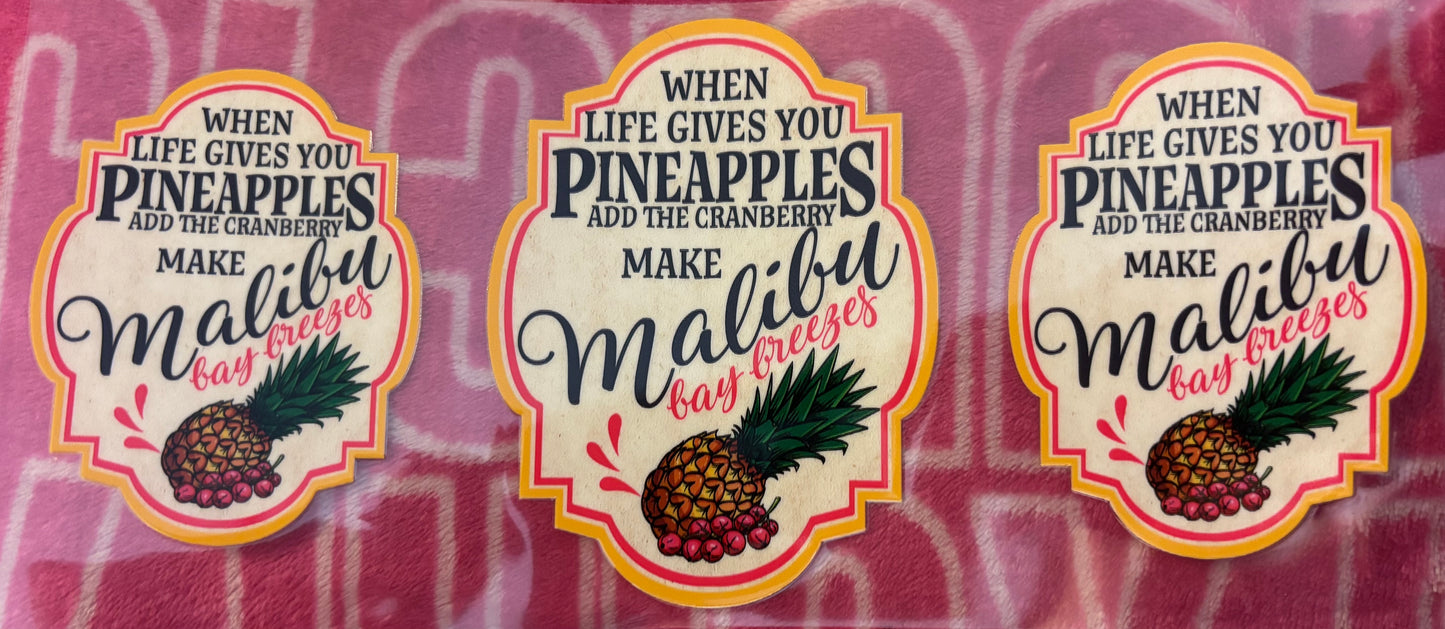 WHEN
LIFE GIVES YOU
PINEAPPLES
ADD THE CRANBERRY
MAKE Malibu
bay breezes
WHEN
LIFE GIVES YOU
PINEAPPLES
ADD THE CRANBERRY
MAKE Malibu
bay breezes
WHEN
LIFE GIVES YOU
PINEAPPLES
ADD THE CRANBERRY
MAKE Malibu
bay breezes